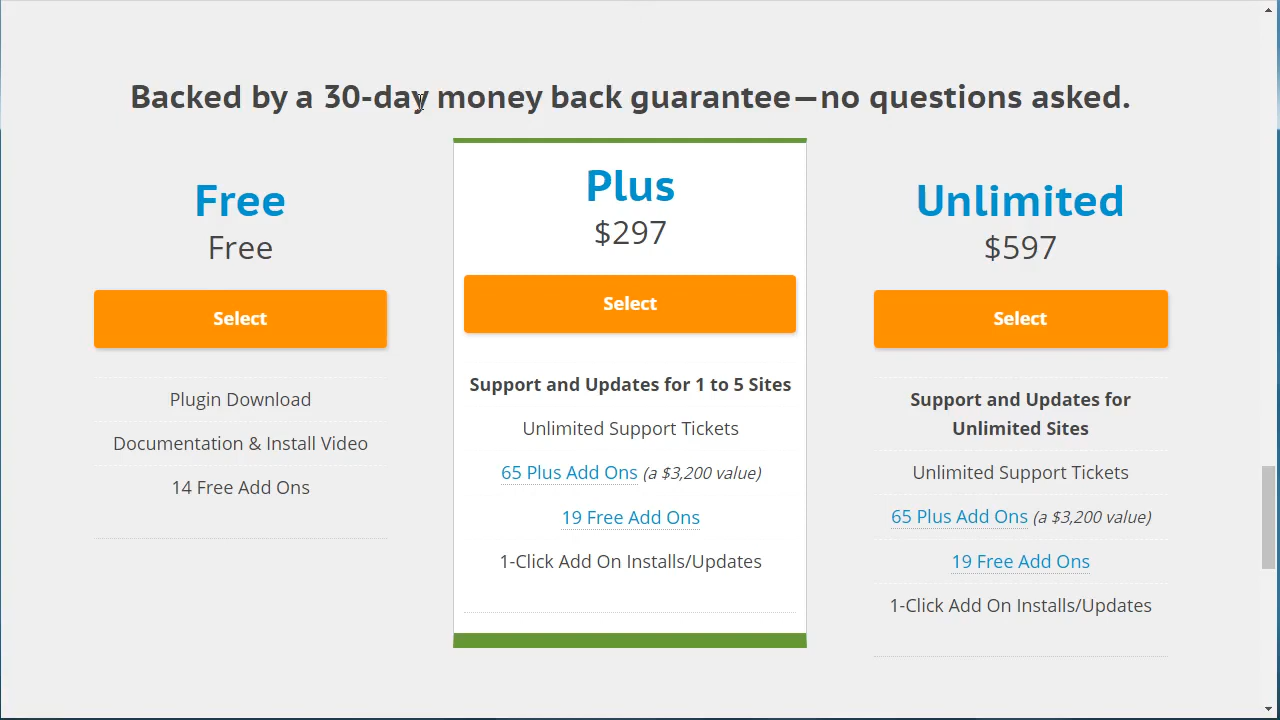 Backed by a 30-day money back guarantee—no questions asked.
Free
Free
Select
Plugin Download
Documentation & Install Video
14 Free Add Ons
Plus
$297
Select
Support and Updates for 1 to 5 Sites
Unlimited Support Tickets
65 Plus Add Ons (a $3,200 value)
19 Free Add Ons
1-Click Add On Installs/Updates
Unlimited
$597
Select
Support and Updates for
Unlimited Sites
Unlimited Support Tickets
65 Plus Add Ons (a $3,200 value)
19 Free Add Ons
1-Click Add On Installs/Updates